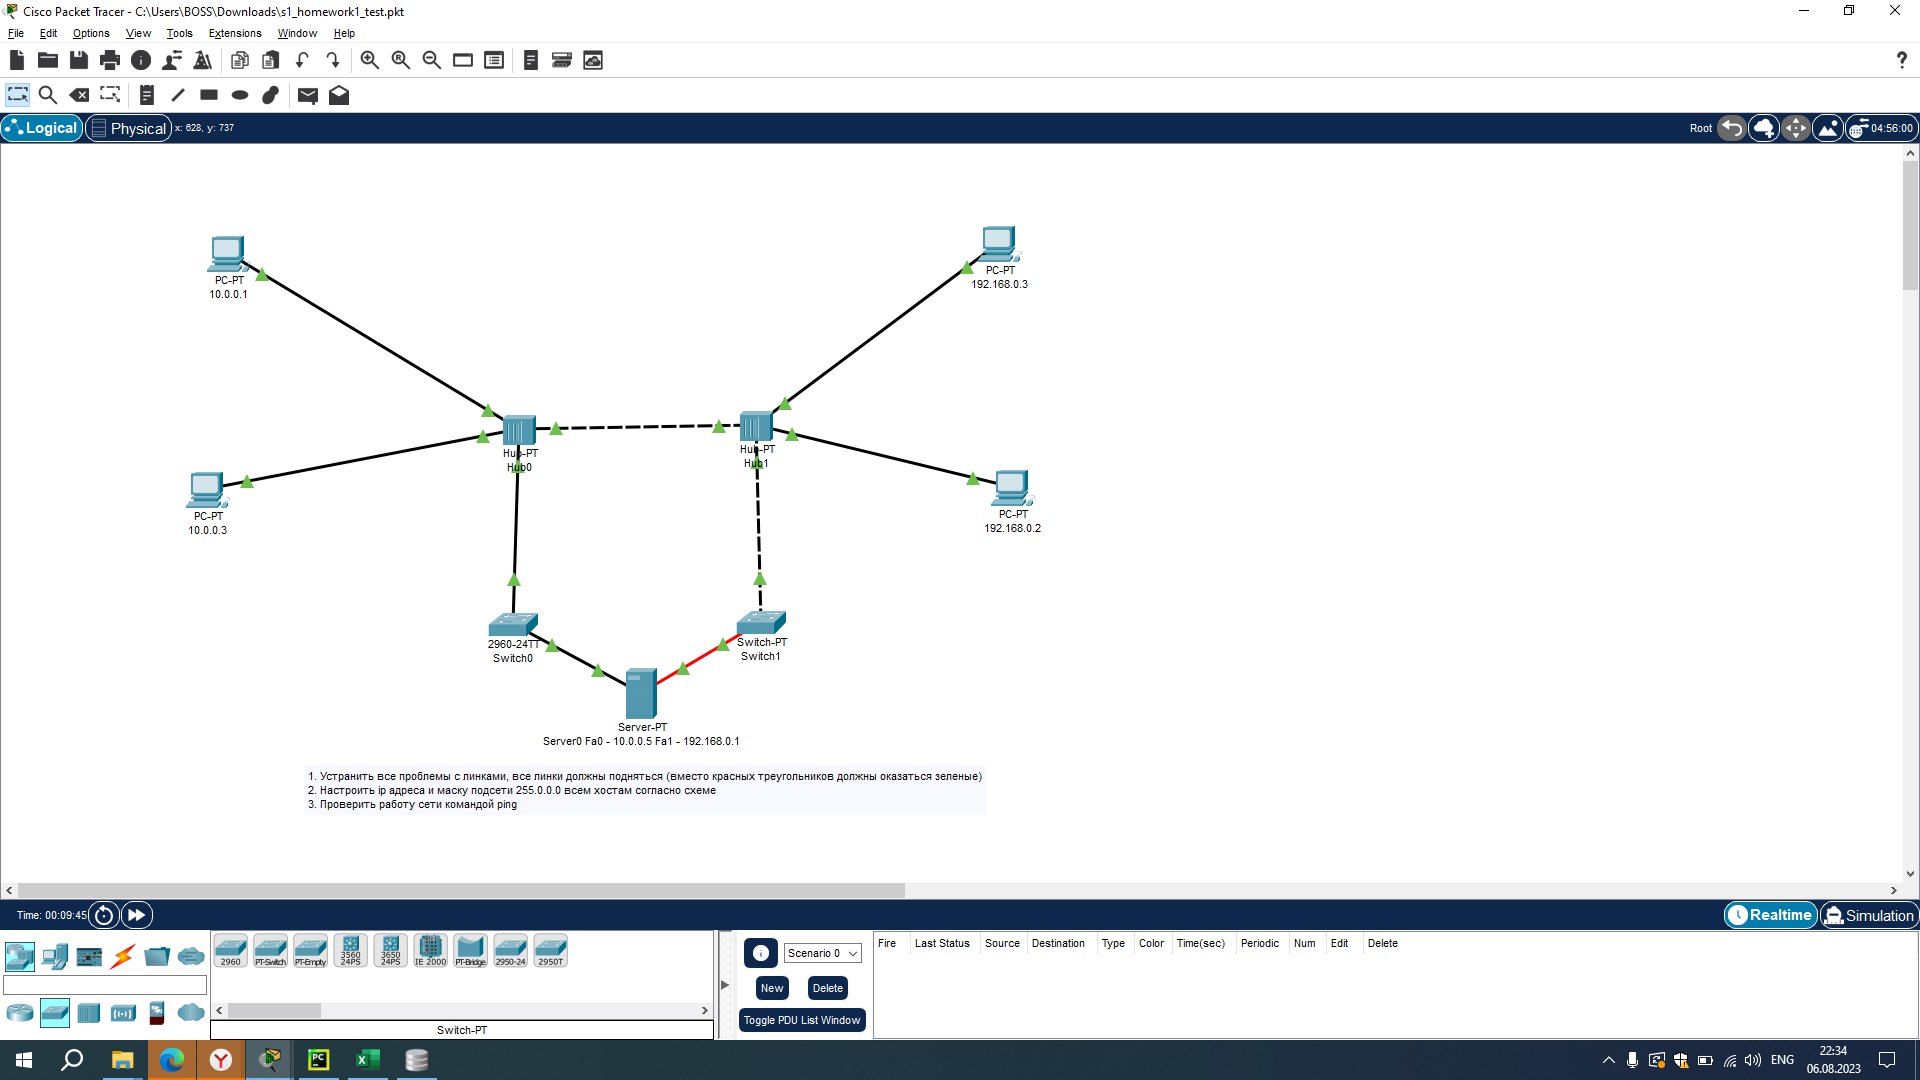 Cisco Packet Tracer - C:\Users\BOSS\Downloads\s1_homework1_test.pkt
File Edit Options View Tools Extensions Window Help
Logical Physical x: 628, y: 737 Root 04:56:00
PC-PT
10.0.0.1
PC-PT
192.168.0.3
Hub-PT
Hub0
Hub-PT
Hub1
PC-PT
10.0.0.3
PC-PT
192.168.0.2
2960-24TT
Switch0
Switch-PT
Switch1
Server-PT
Server0 Fa0 - 10.0.0.5 Fa1 - 192.168.0.1
1. Устранить все проблемы с линками, все линки должны подняться (вместо красных треугольников должны оказаться зеленые)
2. Настроить ip адреса и маску подсети 255.0.0.0 всем хостам согласно схеме
3. Проверить работу сети командой ping
Time: 00:09:45 Realtime Simulation
2960 PT-Switch PT-Empty 3560 24PS 3650 24PS IE 2000 PT-Bridge 2950-24 2950T
Switch-PT
Scenario 0
New Delete
Toggle PDU List Window
Fire Last Status Source Destination Type Color Time(sec) Periodic Num Edit Delete
ENG
22:34
06.08.2023